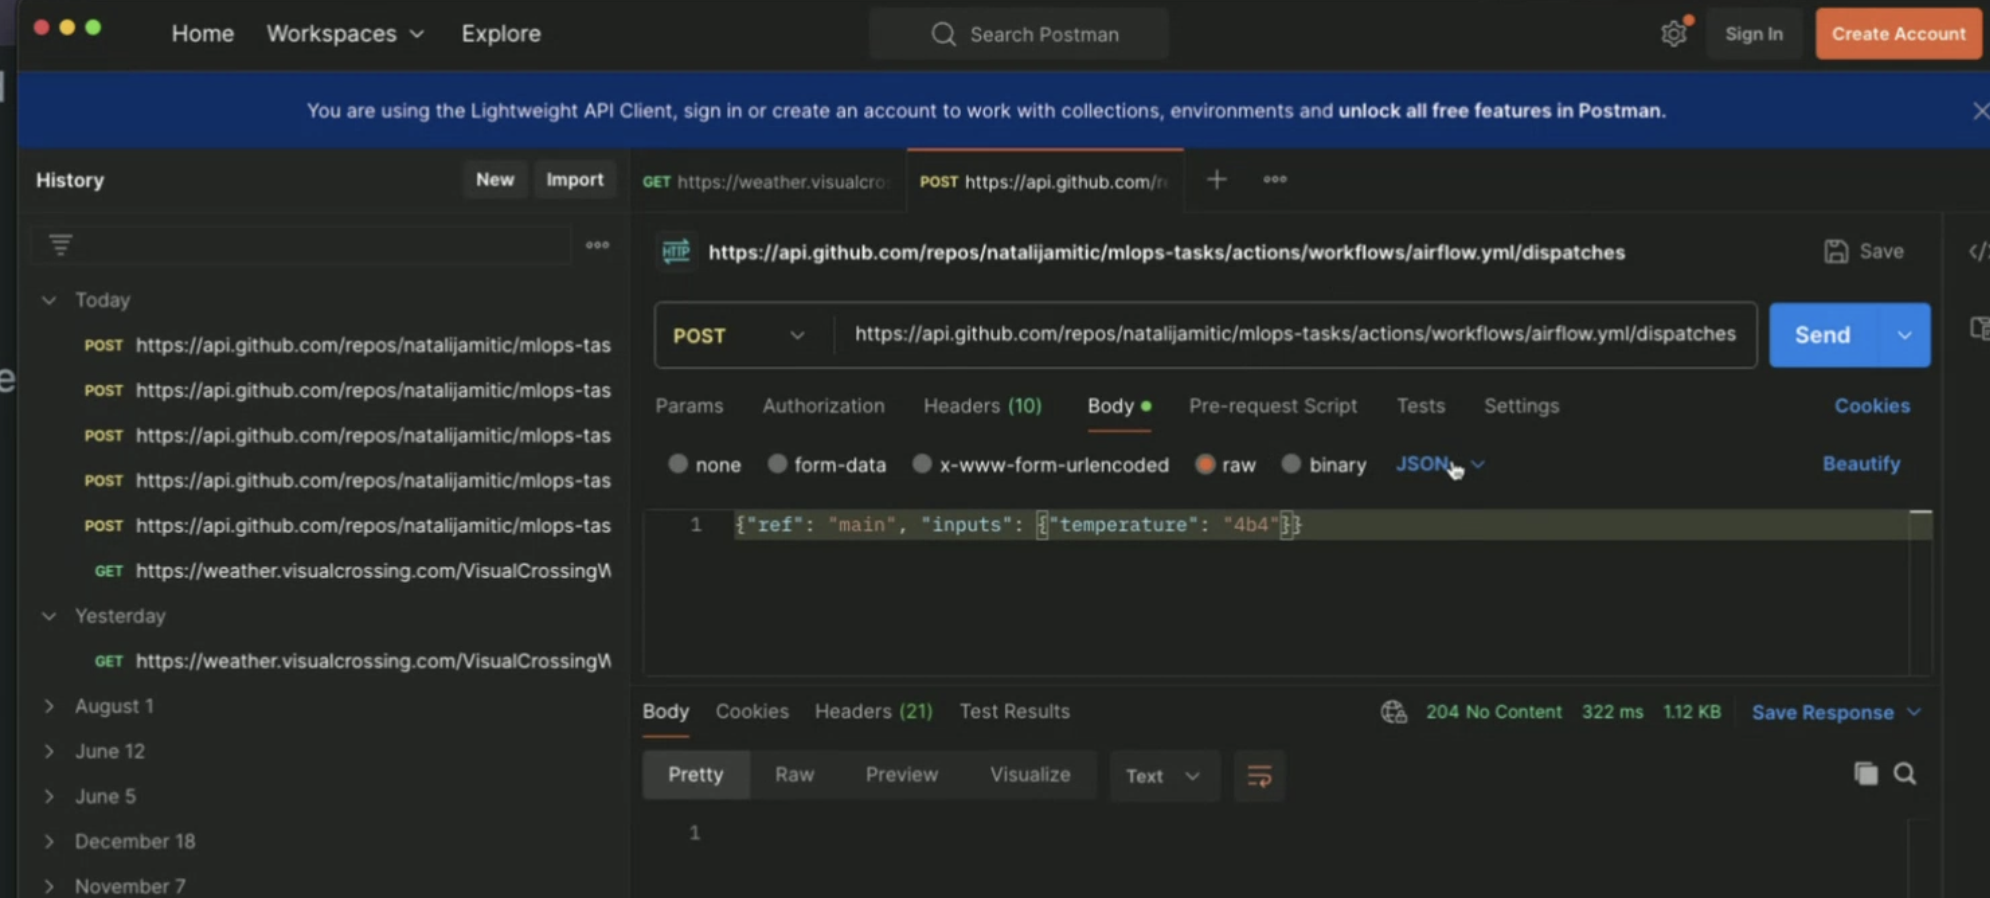 Home Workspaces Explore Search Postman Sign In Create Account
You are using the Lightweight API Client, sign in or create an account to work with collections, environments and unlock all free features in Postman.
History New Import
GET https://weather.visualcro
POST https://api.github.com/r
HTTP https://api.github.com/repos/natalijamitic/mlops-tasks/actions/workflows/airflow.yml/dispatches Save
POST https://api.github.com/repos/natalijamitic/mlops-tasks/actions/workflows/airflow.yml/dispatches Send
Params Authorization Headers (10) Body Pre-request Script Tests Settings Cookies
none form-data x-www-form-urlencoded raw binary JSON Beautify
1 {"ref": "main", "inputs": {"temperature": "4b4"}}
Today
POST https://api.github.com/repos/natalijamitic/mlops-tas
POST https://api.github.com/repos/natalijamitic/mlops-tas
POST https://api.github.com/repos/natalijamitic/mlops-tas
POST https://api.github.com/repos/natalijamitic/mlops-tas
POST https://api.github.com/repos/natalijamitic/mlops-tas
GET https://weather.visualcrossing.com/VisualCrossingW
Yesterday
GET https://weather.visualcrossing.com/VisualCrossingW
August 1
June 12
June 5
December 18
November 7
Body Cookies Headers (21) Test Results 204 No Content 322 ms 1.12 KB Save Response
Pretty Raw Preview Visualize Text
1